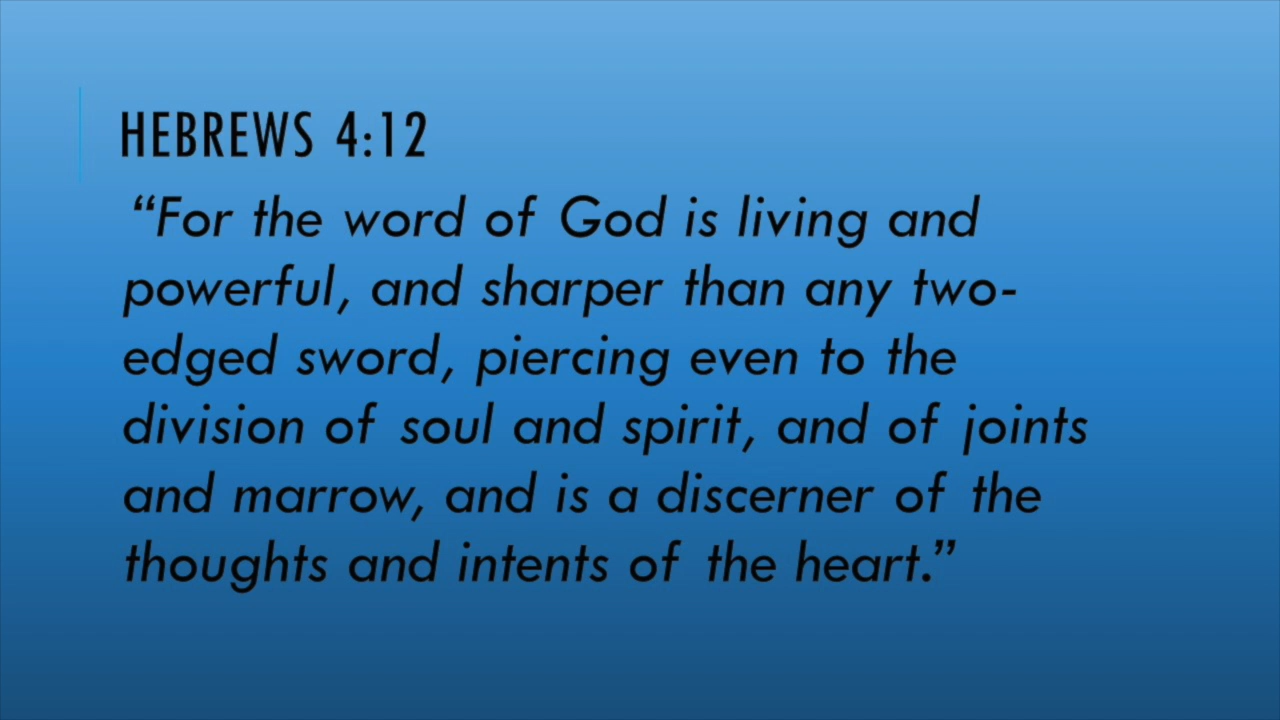 HEBREWS 4:12
“For the word of God is living and
powerful, and sharper than any two-
edged sword, piercing even to the
division of soul and spirit, and of joints
and marrow, and is a discerner of the
thoughts and intents of the heart.”